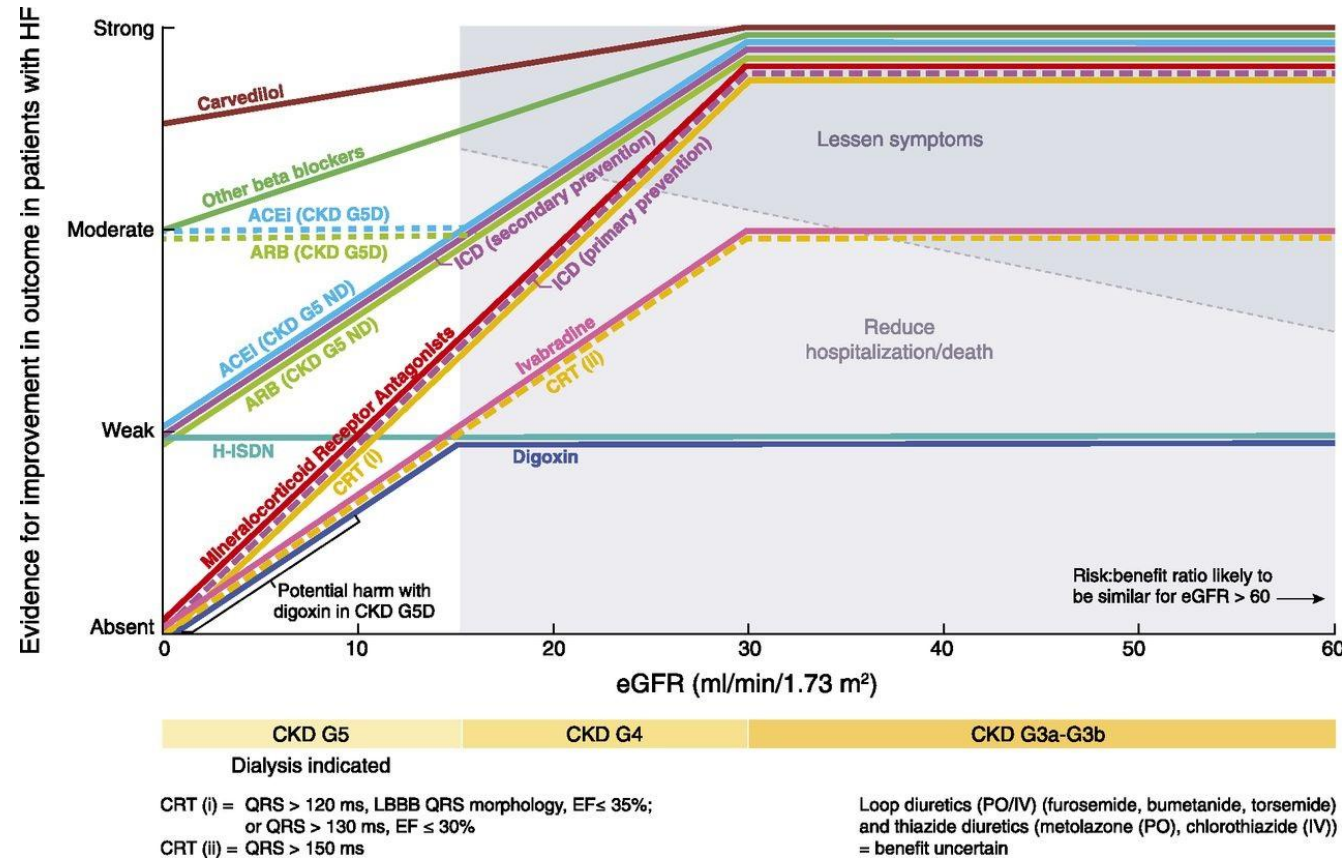 Evidence for improvement in outcome in patients with HF
Strong
Moderate
Weak
Absent
Carvedilol
Other beta blockers
ACEi (CKD G5D)
ARB (CKD G5D)
ICD (secondary prevention)
ICD (primary prevention)
Lessen symptoms
ACEi (CKD G5 ND)
ARB (CKD G5 ND)
Mineralocorticoid Receptor Antagonists
Ivabradine
CRT (ii)
Reduce
hospitalization/death
H-ISDN
CRT (i)
Digoxin
Potential harm with
digoxin in CKD G5D
Risk:benefit ratio likely to
be similar for eGFR > 60
0 10 20 30 40 50 60
eGFR (ml/min/1.73 m²)
CKD G5 CKD G4 CKD G3a-G3b
Dialysis indicated
CRT (i) = QRS > 120 ms, LBBB QRS morphology, EF≤ 35%;
or QRS > 130 ms, EF ≤ 30%
CRT (ii) = QRS > 150 ms
Loop diuretics (PO/IV) (furosemide, bumetanide, torsemide)
and thiazide diuretics (metolazone (PO), chlorothiazide (IV))
= benefit uncertain